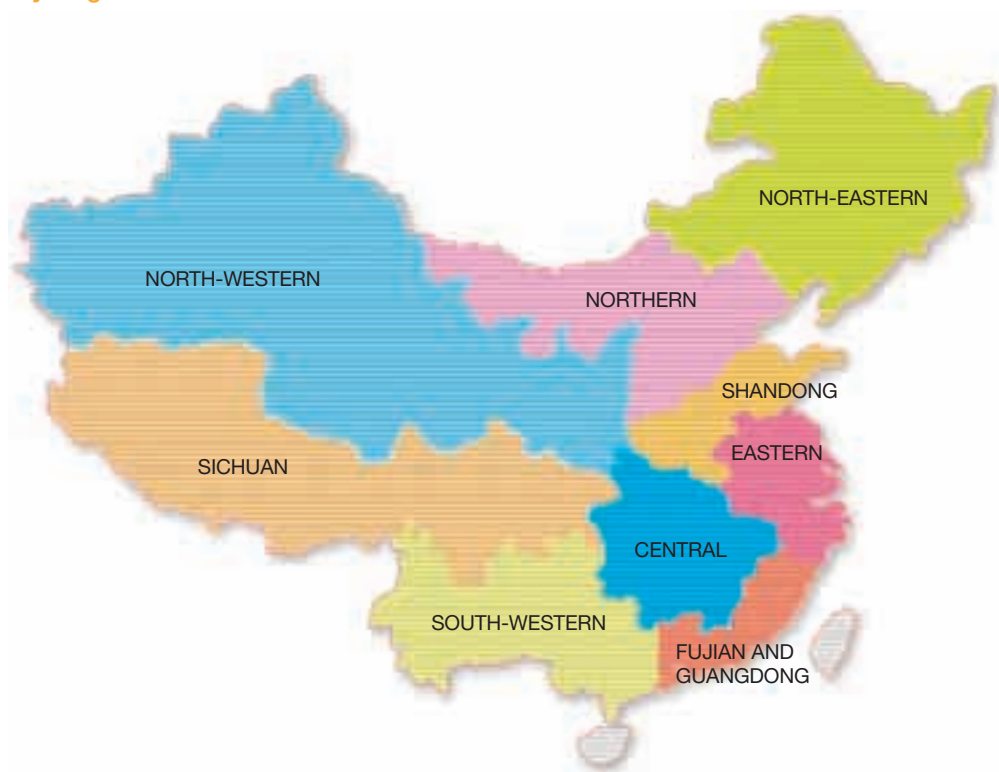 NORTH-EASTERN
NORTH-WESTERN
NORTHERN
SHANDONG
EASTERN
SICHUAN
CENTRAL
SOUTH-WESTERN
FUJIAN AND
GUANGDONG